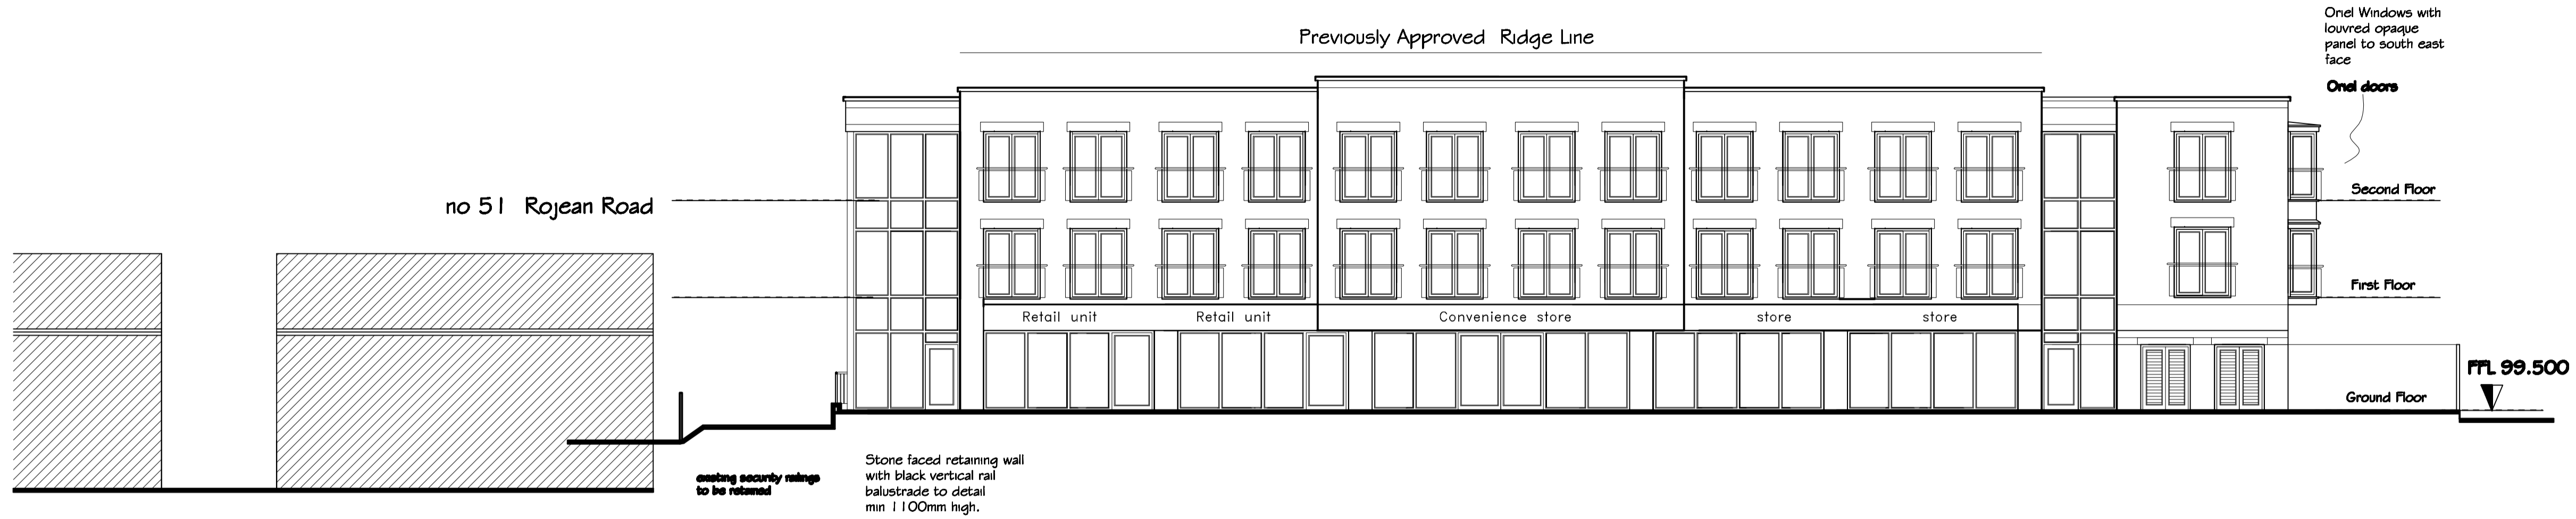 Previously Approved Ridge Line
Oriel Windows with
louvred opaque
panel to south east
face
Oriel doors
Second Floor
no 51 Rojean Road
First Floor
Retail unit
Retail unit
Convenience store
store
store
FFL 99.500
Ground Floor
Stone faced retaining wall
with black vertical rail
balustrade to detail
min 1100mm high.
existing security railings
to be retained